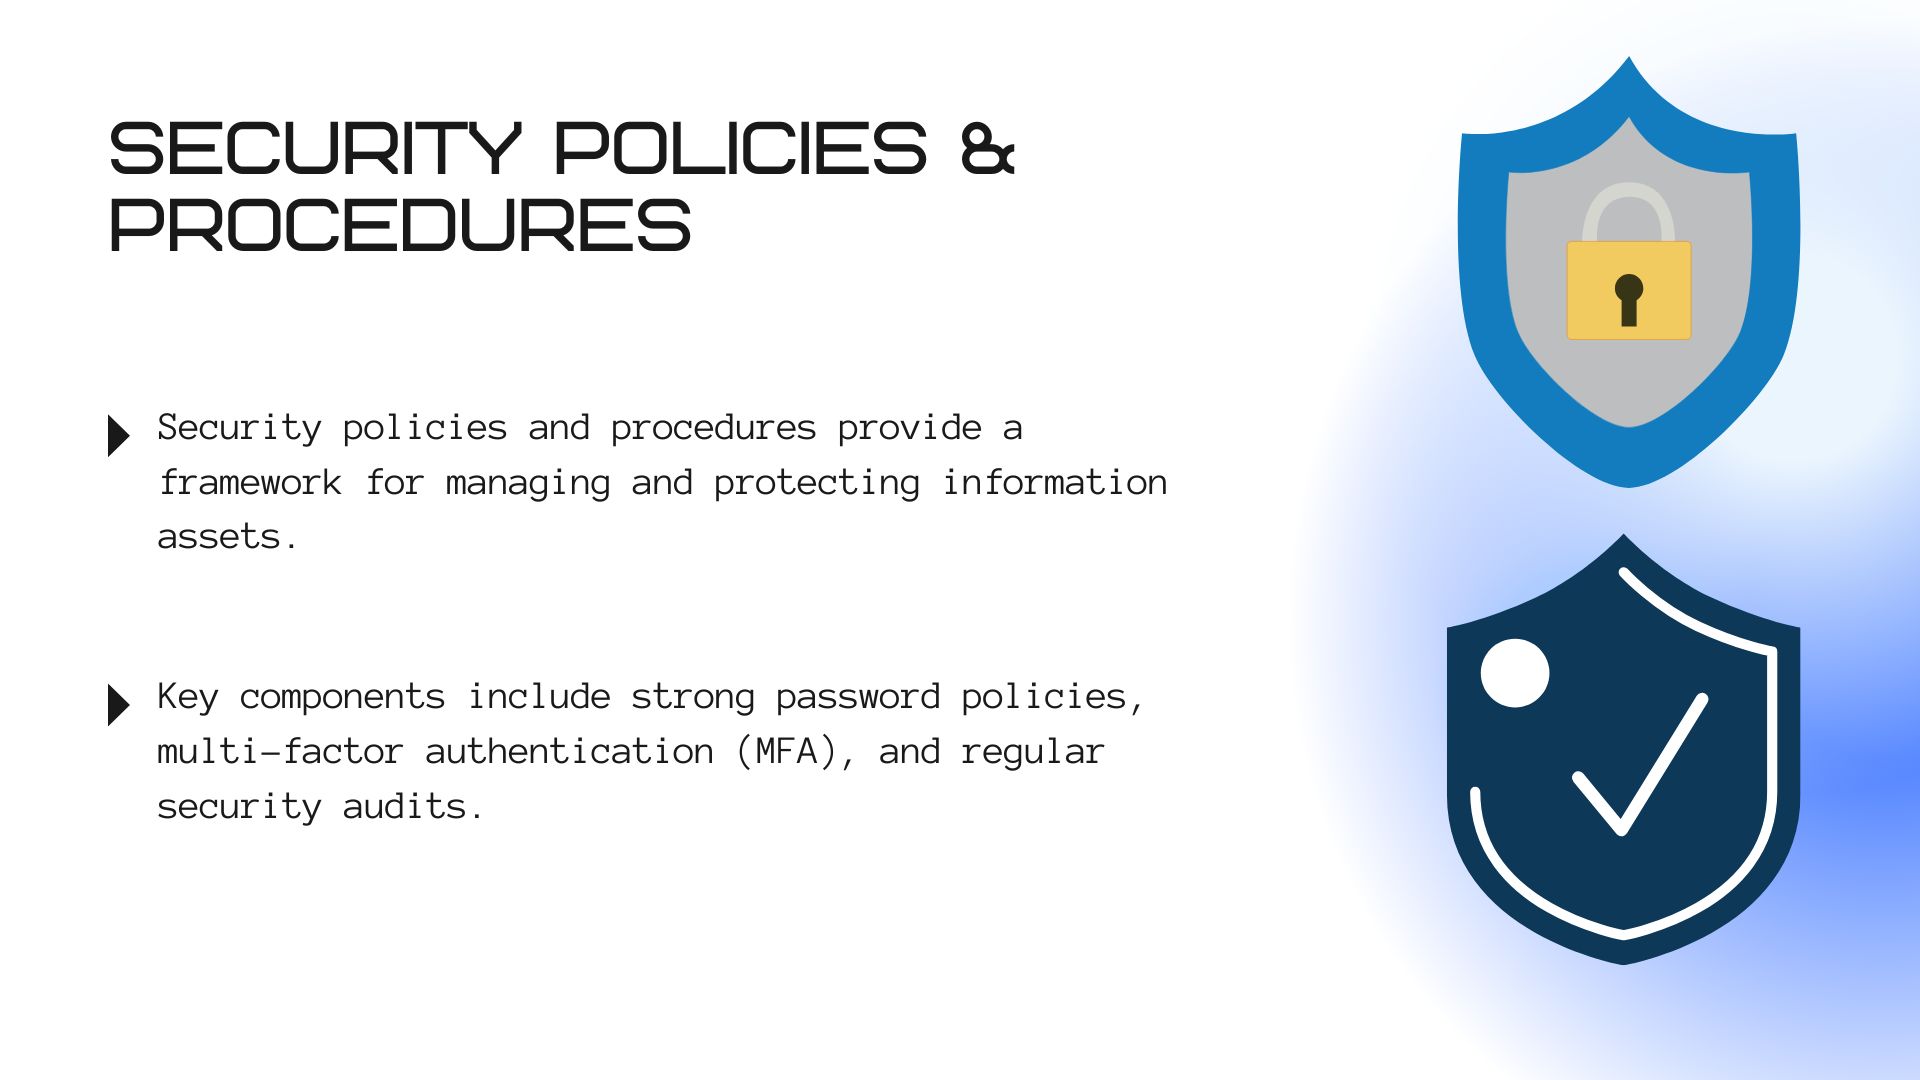 SECURITY POLICIES &
PROCEDURES
Security policies and procedures provide a
framework for managing and protecting information
assets.
Key components include strong password policies,
multi-factor authentication (MFA), and regular
security audits.